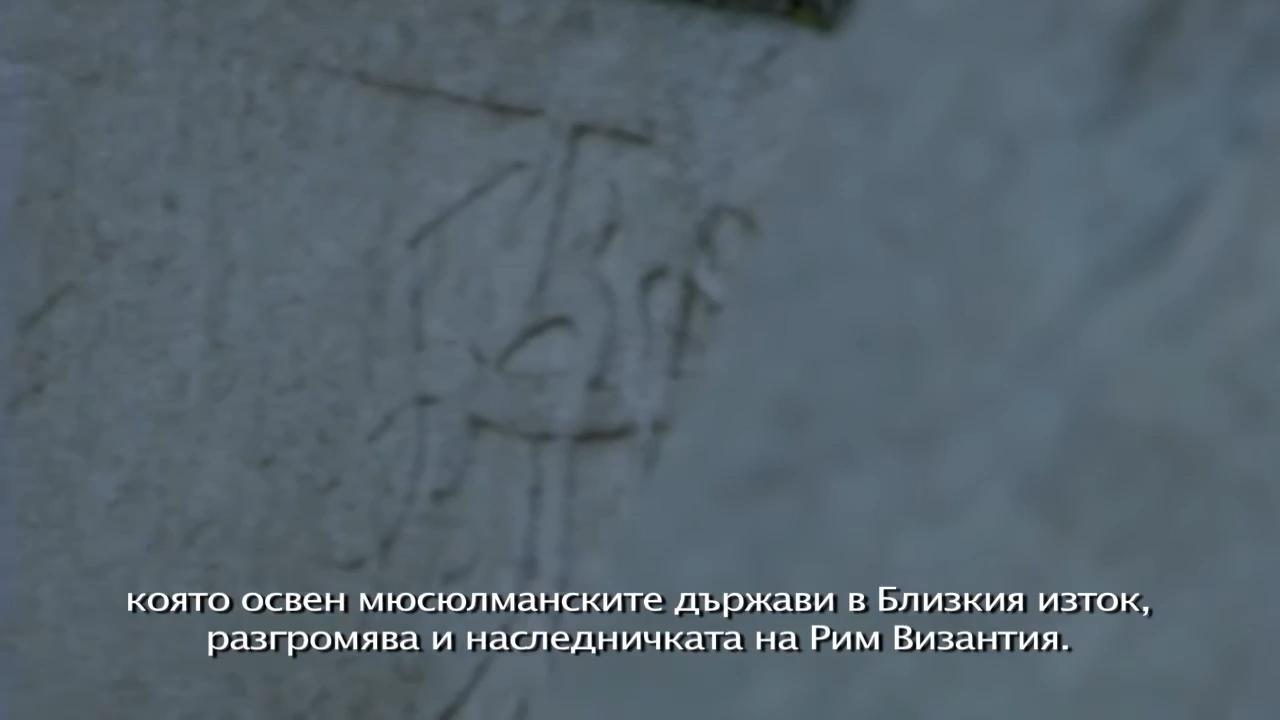 която освен мюсюлманските държави в Близкия изток,
разгромява и наследничката на Рим Византия.